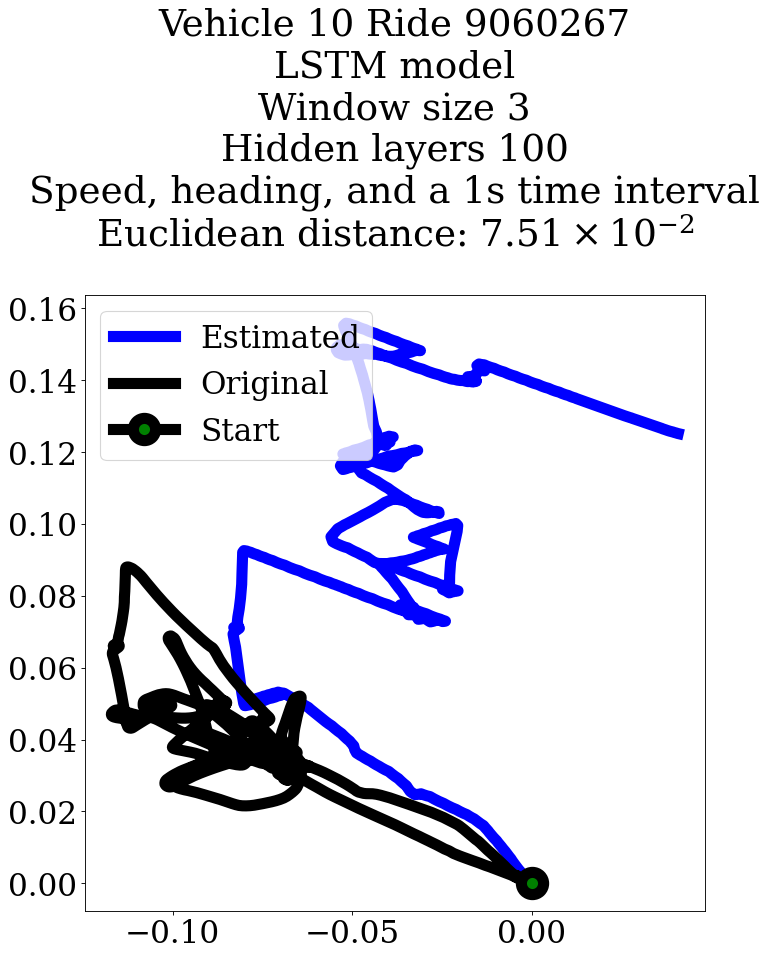 Vehicle 10 Ride 9060267
LSTM model
Window size 3
Hidden layers 100
Speed, heading, and a 1s time interval
Euclidean distance: 7.51 × 10⁻²
0.16
0.14
0.12
0.10
0.08
0.06
0.04
0.02
0.00
Estimated
Original
Start
−0.10
−0.05
0.00